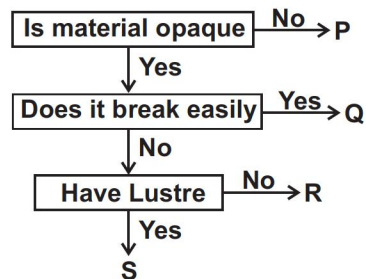 Is material opaque No P
Yes
Does it break easily Yes Q
No
Have Lustre No R
Yes
S